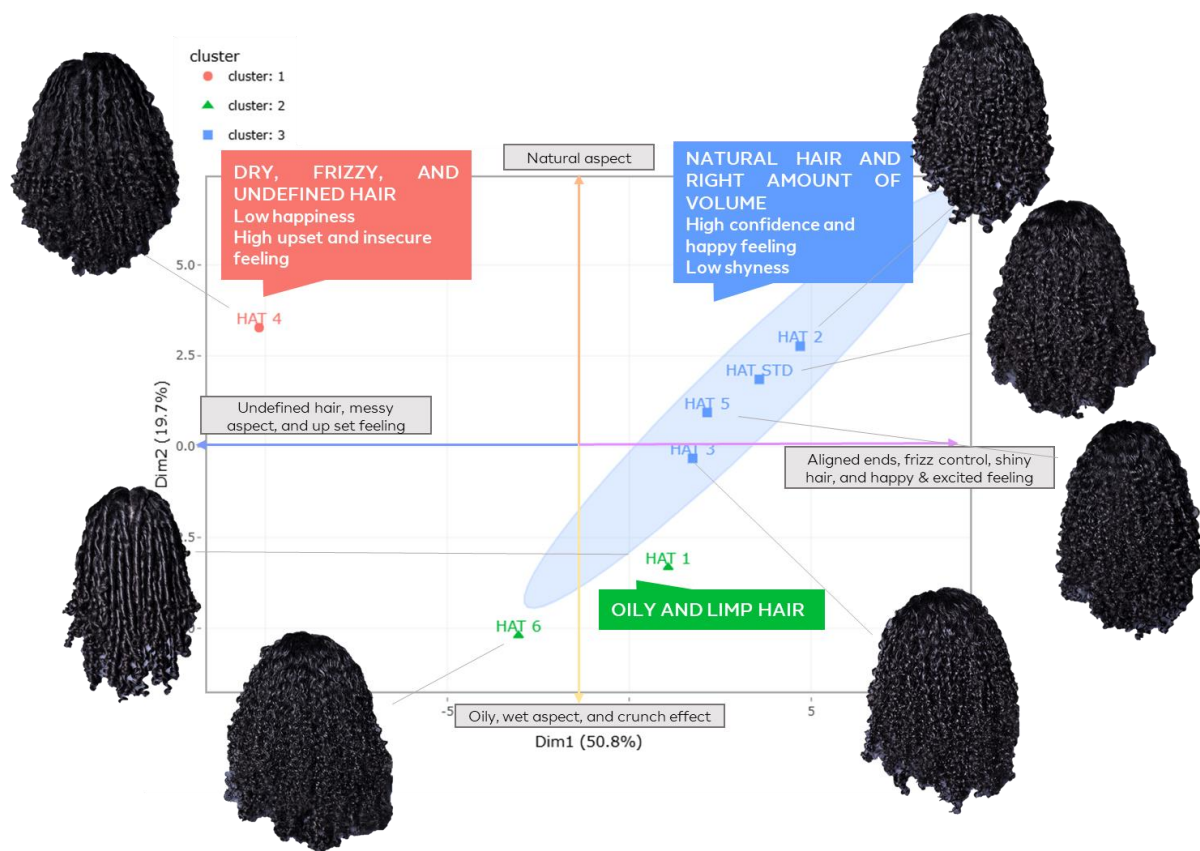 cluster
cluster: 1
cluster: 2
cluster: 3
DRY, FRIZZY, AND
UNDEFINED HAIR
Low happiness
High upset and insecure
feeling
Natural aspect
NATURAL HAIR AND
RIGHT AMOUNT OF
VOLUME
High confidence and
happy feeling
Low shyness
5.0
HAT 4
HAT 2
2.5
HAT STD
HAT 5
Undefined hair, messy
aspect, and up set feeling
0.0
HAT 3
Aligned ends, frizz control, shiny
hair, and happy & excited feeling
Dim2 (19.7%)
.5
HAT 1
OILY AND LIMP HAIR
HAT 6
-5
5
Oily, wet aspect, and crunch effect
Dim1 (50.8%)